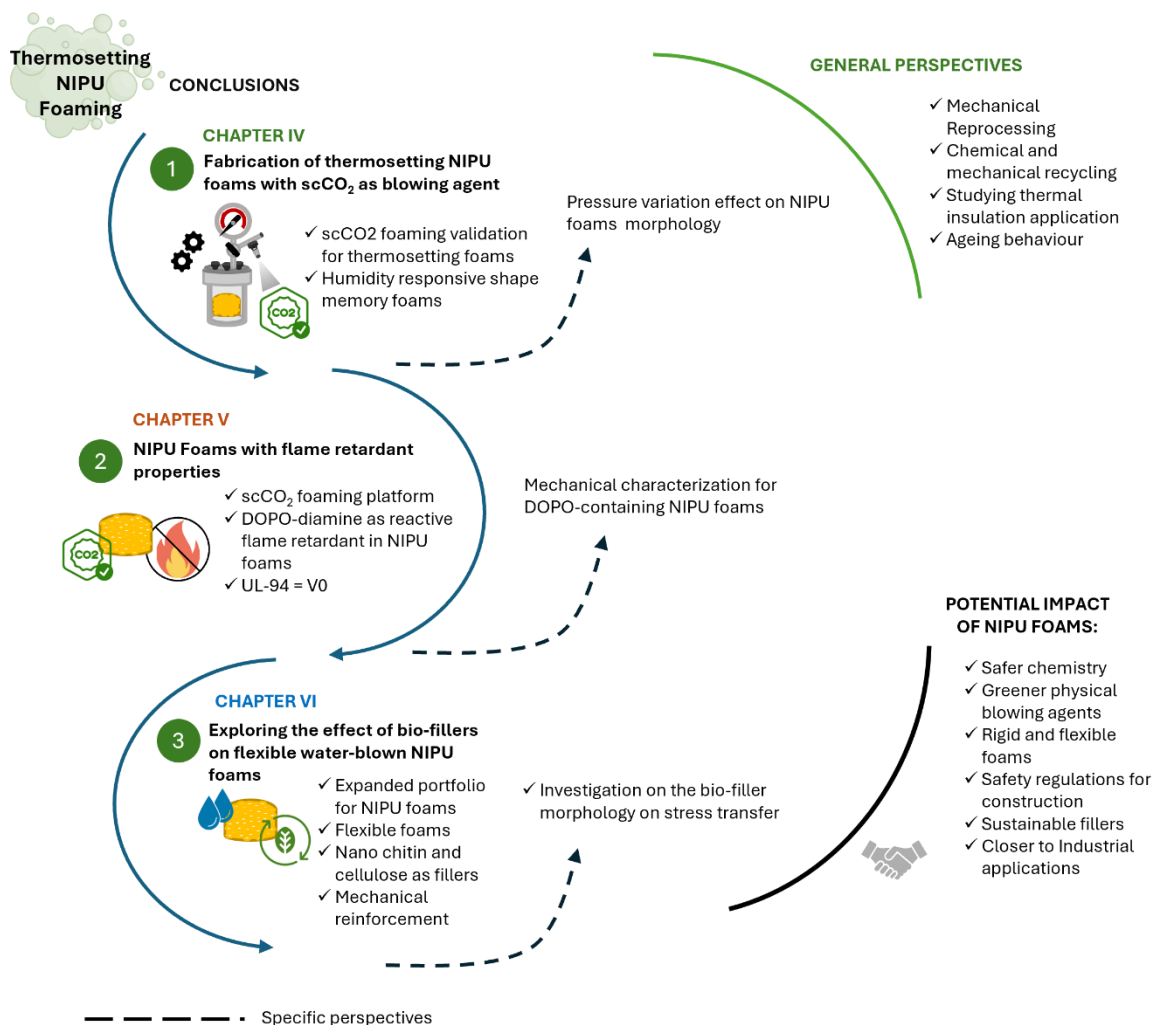 Thermosetting
NIPU
Foaming
CONCLUSIONS
CHAPTER IV
1
Fabrication of thermosetting NIPU
foams with scCO₂ as blowing agent
✓ scCO2 foaming validation
for thermosetting foams
✓ Humidity responsive shape
memory foams
CO2
Pressure variation effect on NIPU
foams morphology
GENERAL PERSPECTIVES
✓ Mechanical
Reprocessing
✓ Chemical and
mechanical recycling
✓ Studying thermal
insulation application
✓ Ageing behaviour
CHAPTER V
2
NIPU Foams with flame retardant
properties
✓ scCO₂ foaming platform
✓ DOPO-diamine as reactive
flame retardant in NIPU
foams
✓ UL-94 = V0
CO2
Mechanical characterization for
DOPO-containing NIPU foams
CHAPTER VI
3
Exploring the effect of bio-fillers
on flexible water-blown NIPU
foams
✓ Expanded portfolio
for NIPU foams
✓ Flexible foams
✓ Nano chitin and
cellulose as fillers
✓ Mechanical
reinforcement
✓ Investigation on the bio-filler
morphology on stress transfer
POTENTIAL IMPACT
OF NIPU FOAMS:
✓ Safer chemistry
✓ Greener physical
blowing agents
✓ Rigid and flexible
foams
✓ Safety regulations for
construction
✓ Sustainable fillers
✓ Closer to Industrial
applications
Specific perspectives